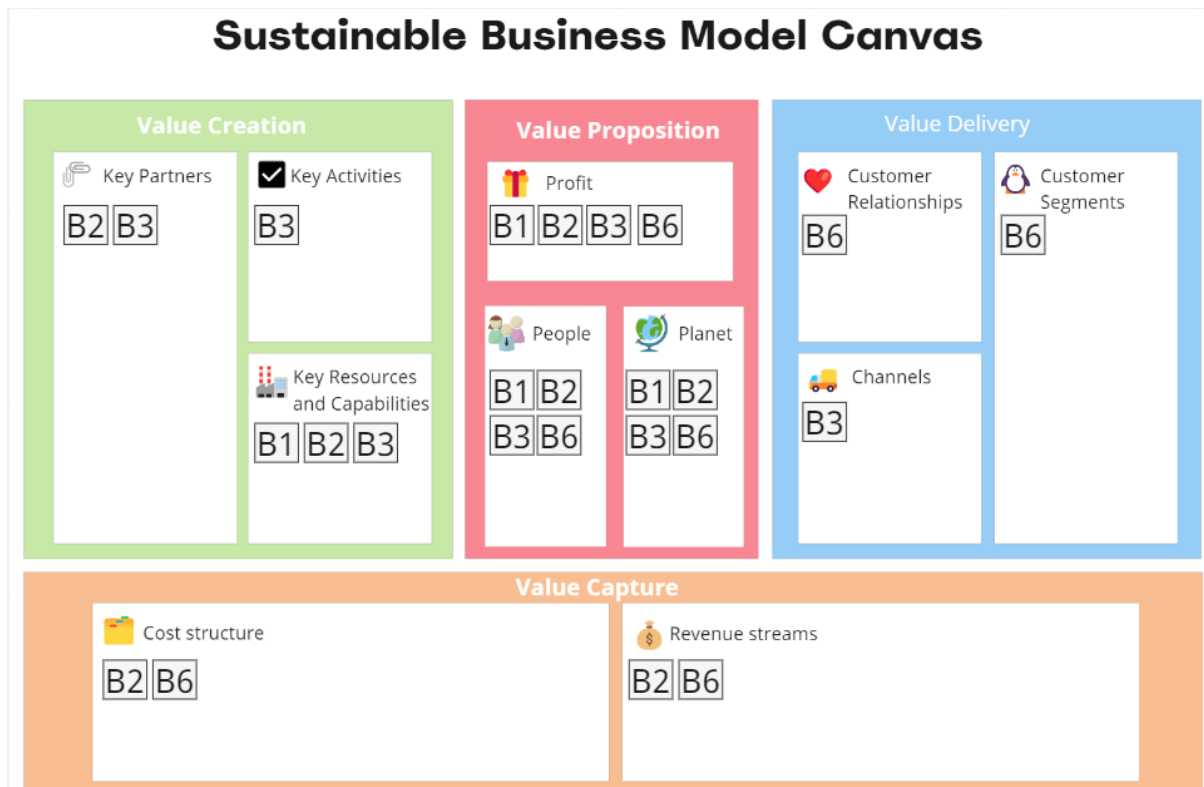 Sustainable Business Model Canvas
Value Creation
Key Partners
B2 B3
Key Activities
B3
Key Resources
and Capabilities
B1 B2 B3
Value Proposition
Profit
B1 B2 B3 B6
People
B1 B2
B3 B6
Planet
B1 B2
B3 B6
Value Delivery
Customer
Relationships
B6
Channels
B3
Customer
Segments
B6
Value Capture
Cost structure
B2 B6
Revenue streams
B2 B6